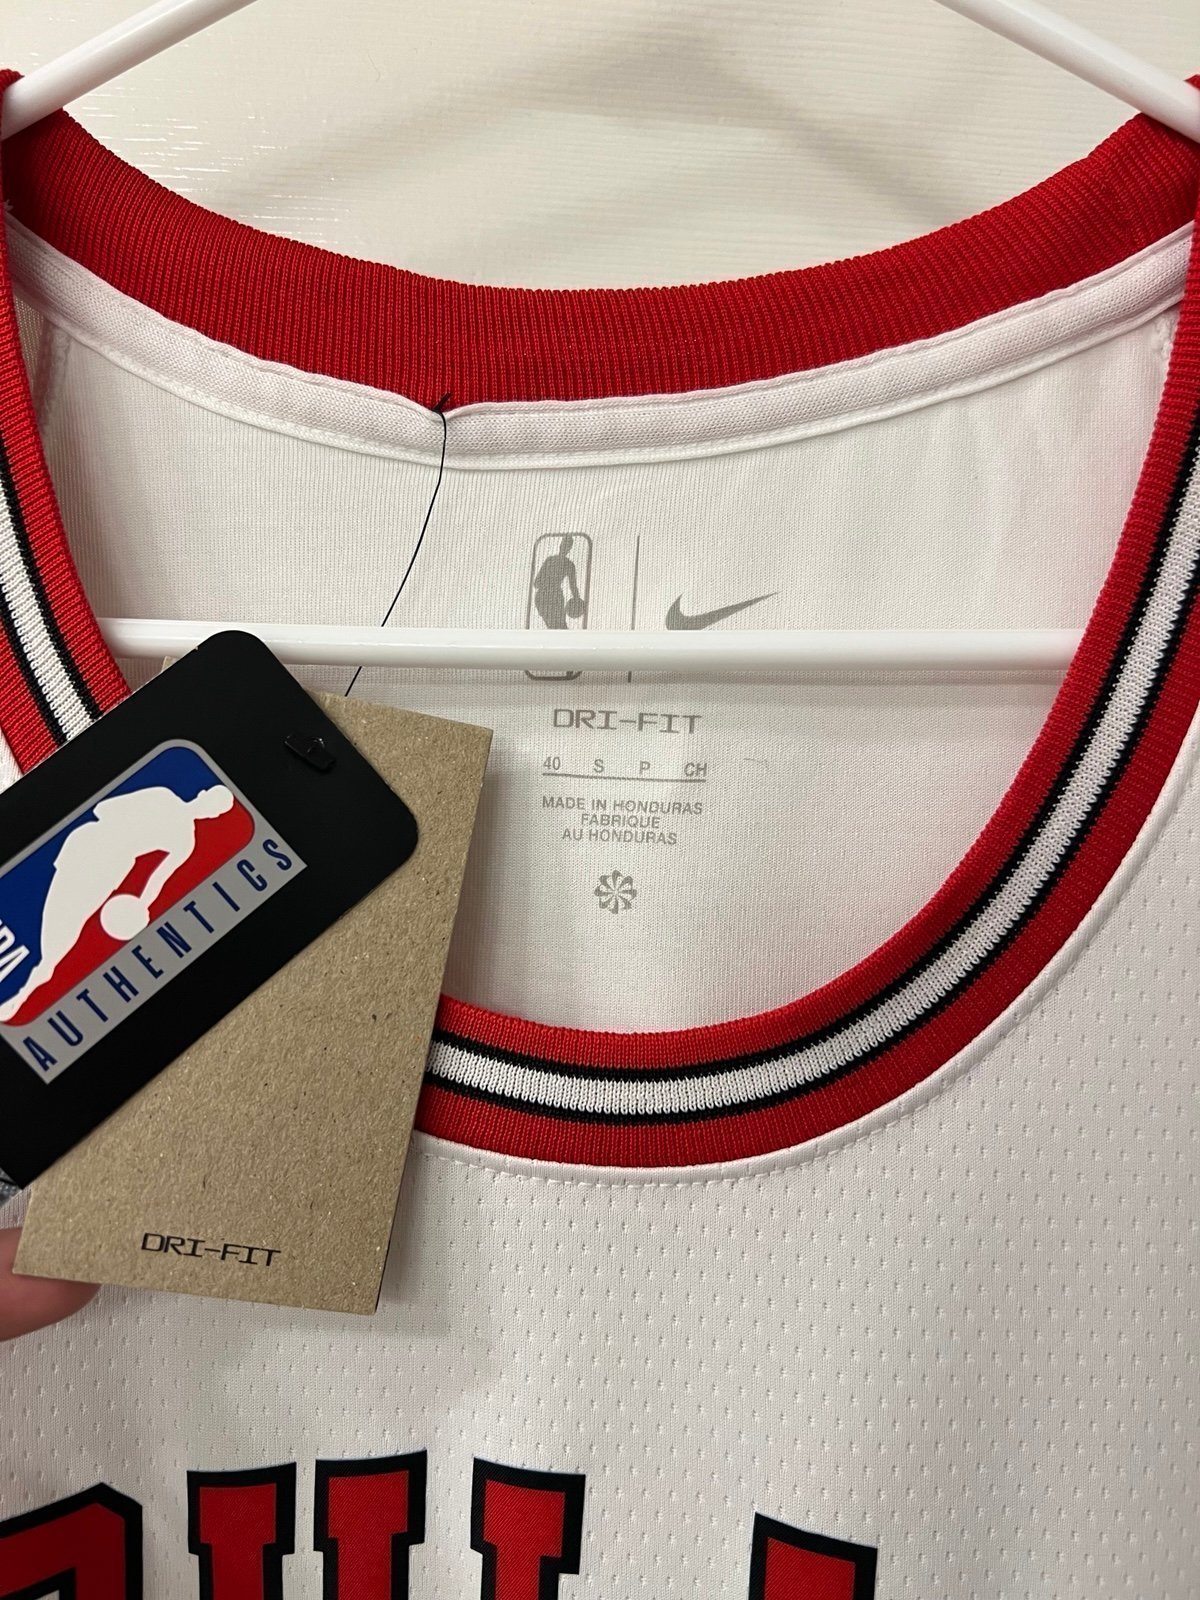 DRI-FIT
40 S P CH
MADE IN HONDURAS
FABRIQUE
AU HONDURAS
AUTHENTICS
DRI-FIT